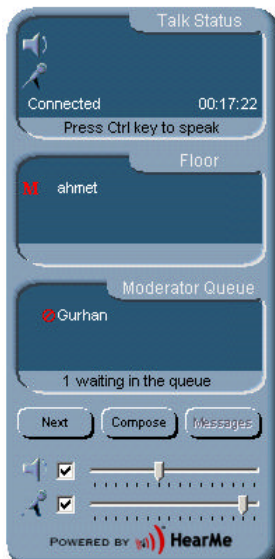 Talk Status
Connected 00:17:22
Press Ctrl key to speak
Floor
M ahmet
Moderator Queue
Gurhan
1 waiting in the queue
Next Compose Messages
POWERED BY HearMe